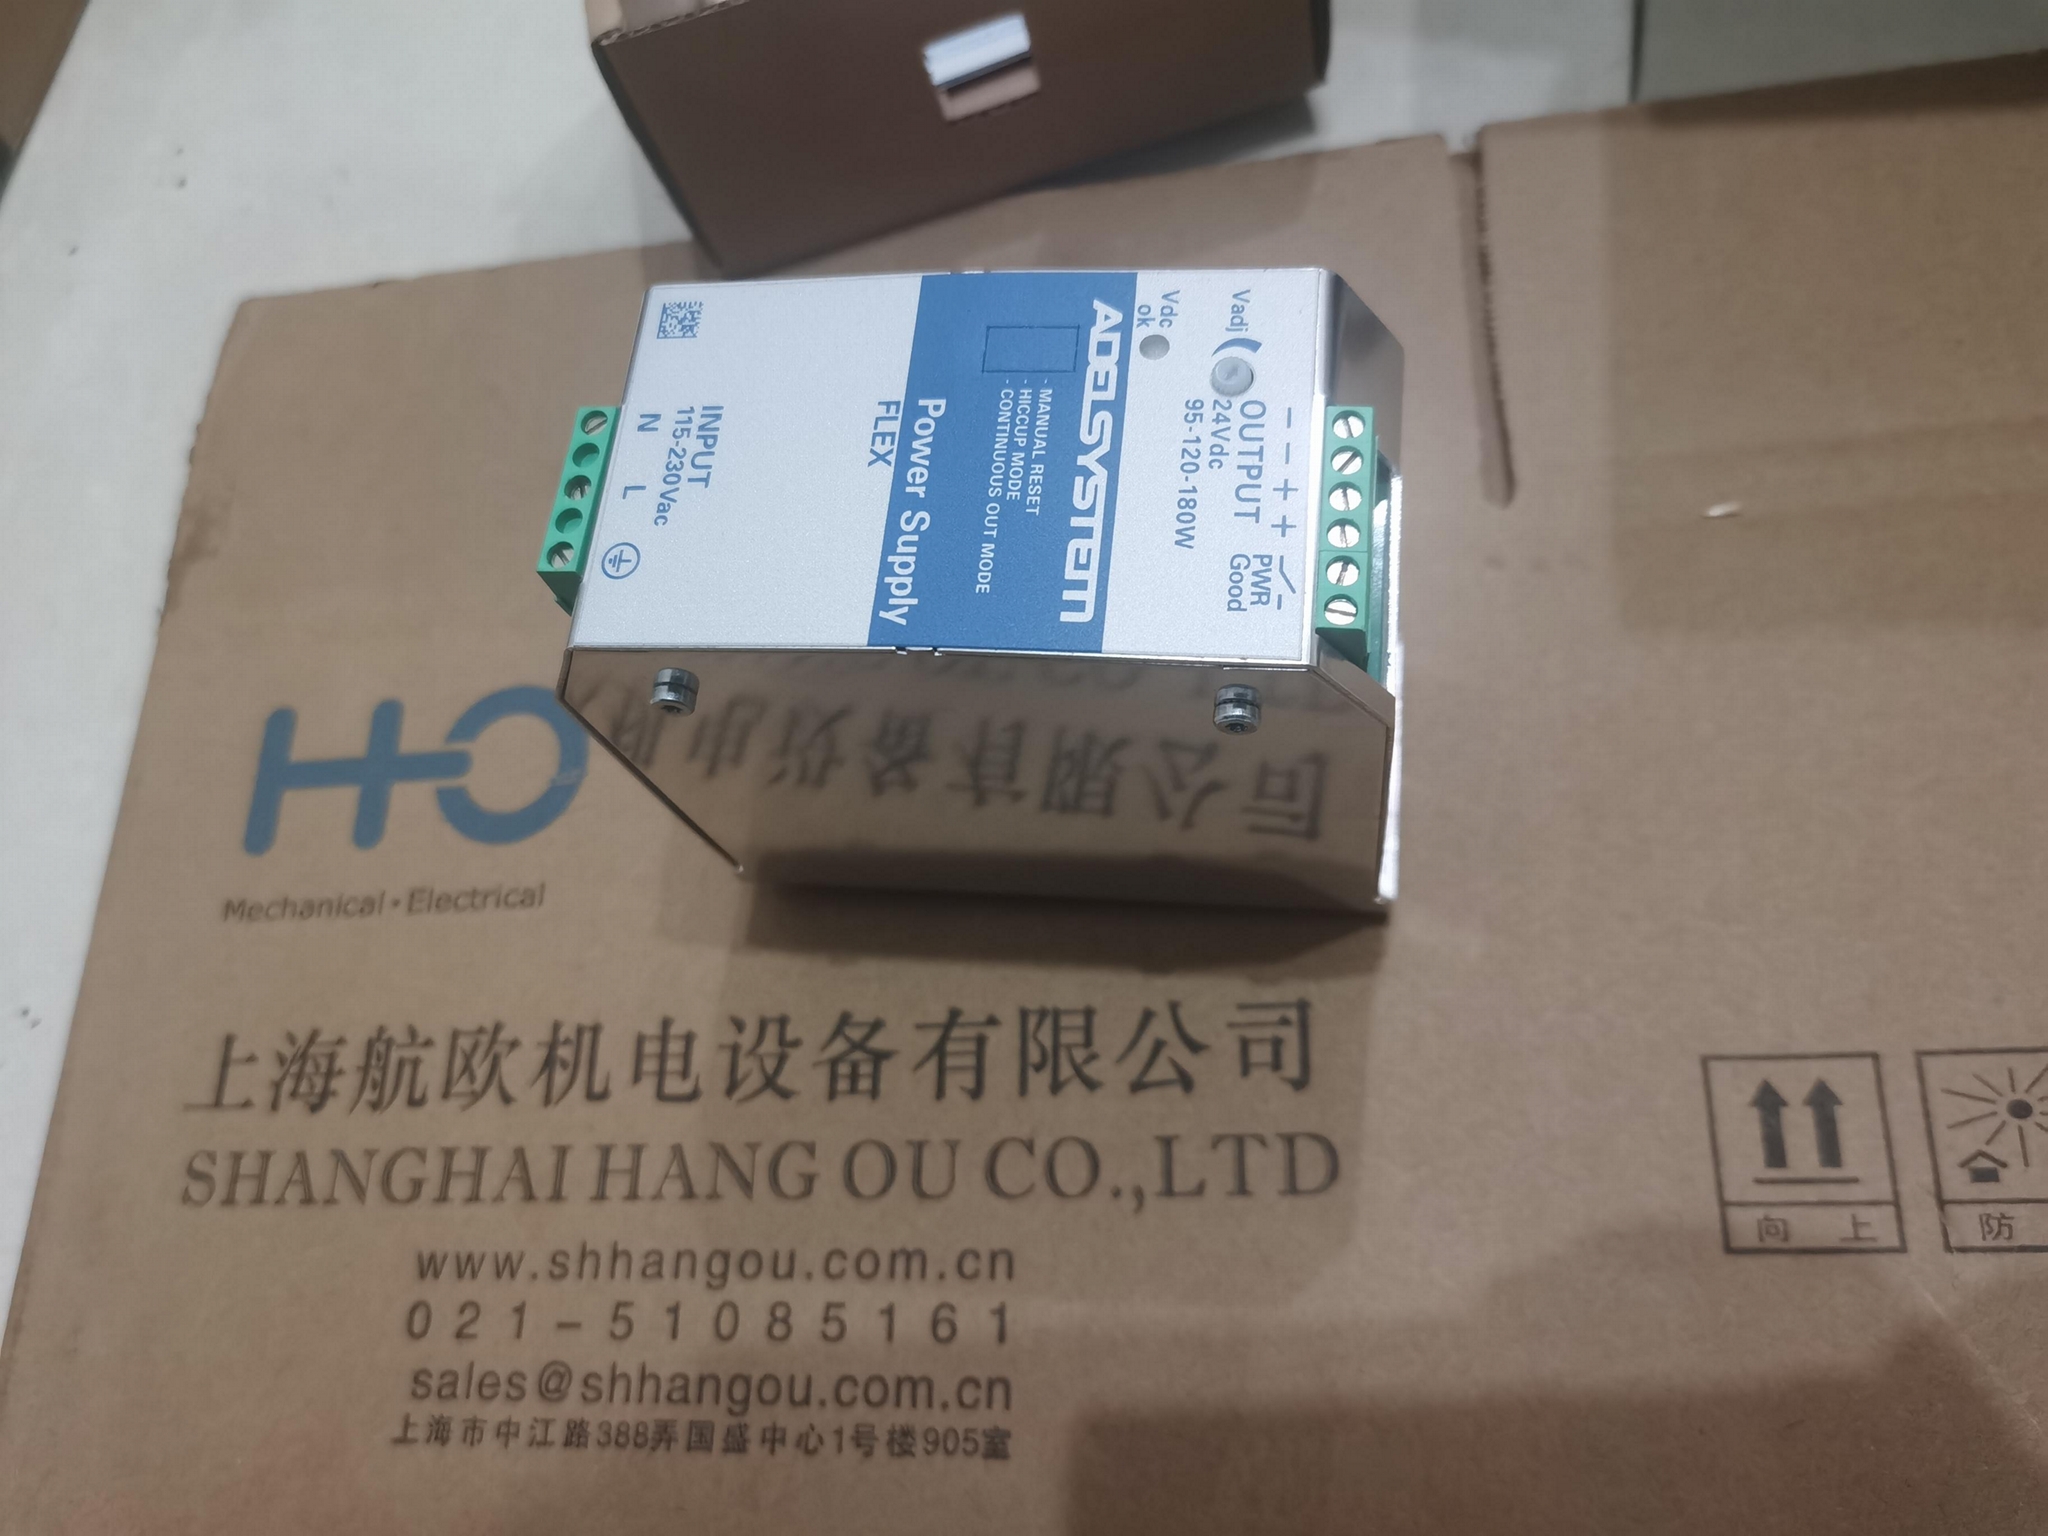 Vadj
OUTPUT
24Vdc
95-120-180W
- - + +
PWR
Good
Vdc
ok
ADELSYSTEM
- MANUAL RESET
- HICCUP MODE
- CONTINUOUS OUT MODE
Power Supply
FLEX
INPUT
115-230Vac
N L
HO
Mechanical·Electrical
上海航欧机电设备有限公司
SHANGHAI HANG OU CO.,LTD
www.shhangou.com.cn
021-51085161
sales@shhangou.com.cn
上海市中江路388弄国盛中心1号楼905室
向 上
防